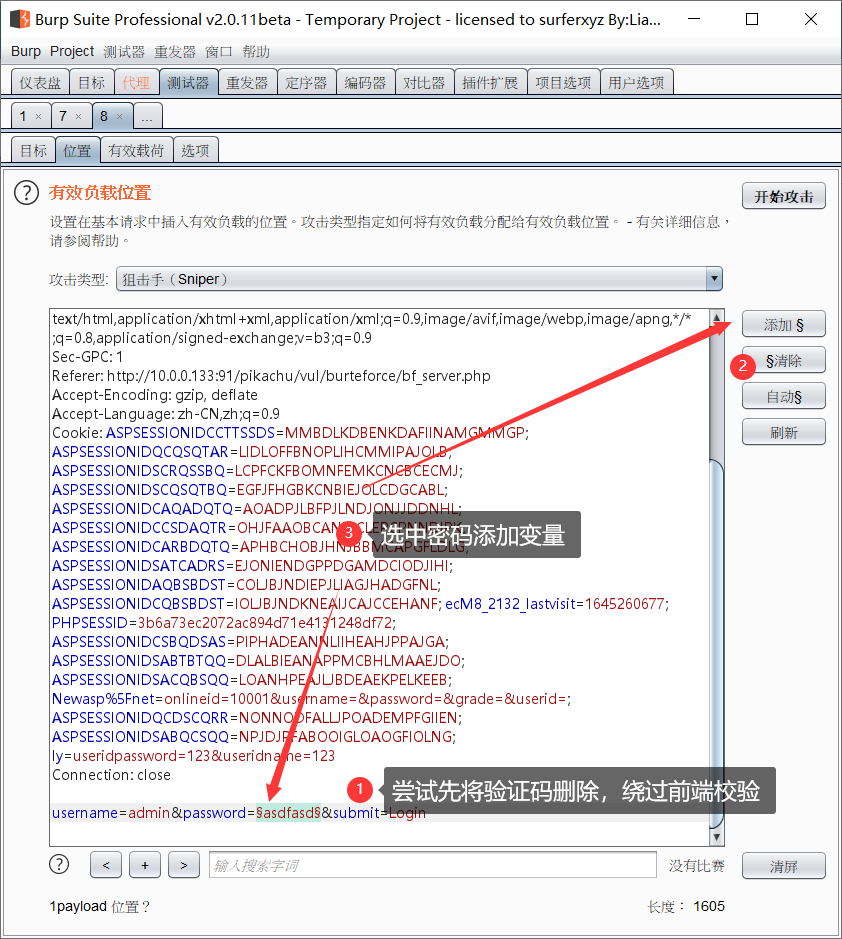 Burp Suite Professional v2.0.11beta - Temporary Project - licensed to surferxyz By:Lia...
Burp Project 测试器 重发器 窗口 帮助
仪表盘 目标 代理 测试器 重发器 定序器 编码器 对比器 插件扩展 项目选项 用户选项
1 × 7 × 8 × ...
目标 位置 有效载荷 选项
? 有效负载位置
开始攻击
设置在基本请求中插入有效负载的位置。攻击类型指定如何将有效负载分配给有效负载位置。 - 有关详细信息，
请参阅帮助。
攻击类型: 狙击手（Sniper）
text/html,application/xhtml+xml,application/xml;q=0.9,image/avif,image/webp,image/apng,*/*
;q=0.8,application/signed-exchange;v=b3;q=0.9
Sec-GPC: 1
Referer: http://10.0.0.133:91/pikachu/vul/burteforce/bf_server.php
Accept-Encoding: gzip, deflate
Accept-Language: zh-CN,zh;q=0.9
Cookie: ASPSESSIONIDCCTTSSDS=MMBDLKDBENKDAFIINAMGMMGP;
ASPSESSIONIDQCQSQTAR=LIDLOFFBNOPLIHCMMIPAJOLB;
ASPSESSIONIDSCRQSSBQ=LCPFCKFBOMNFEMKCNCBCECMJ;
ASPSESSIONIDSCQSQTBQ=EGFJFHGBKCNBIEJOLCDGCABL;
ASPSESSIONIDCAQADQTQ=AOADPJLBFPJLNDJONJJDDNHL;
ASPSESSIONIDCCSDAQTR=
ASPSESSIONIDCARBDQTQ=
ASPSESSIONIDSATCADRS=EJONIENDGPPDGAMDCIODJIHI;
ASPSESSIONIDAQBSBDST=COLJBJNDIEPJLIAGJHADGFNL;
ASPSESSIONIDCQBSBDST=IOLJBJNDKNEAIJCAJCCEHANF; ecM8_2132_lastvisit=1645260677;
PHPSESSID=3b6a73ec2072ac894d71e4131248df72;
ASPSESSIONIDCSBQDSAS=PIPHADEANNLIIHEAHJPPAJGA;
ASPSESSIONIDSABTBTQQ=DLALBIEANAPPMCBHLMAAEJDO;
ASPSESSIONIDSACQBSQQ=LOANHPEAJLJBDEAEKPELKEEB;
Newasp%5Fnet=onlineid=10001&username=&password=&grade=&userid=;
ASPSESSIONIDQCDSCQRR=NONNODFALLJPOADEMPFGIIEN;
ASPSESSIONIDSABQCSQQ=NPJDJPFABOOIGLOAOGFIOLNG;
ly=useridpassword=123&useridname=123
Connection: close
username=admin&password=§asdfasd§&submit=Login
添加 §
2 §清除
自动§
刷新
3 选中密码添加变量
1 尝试先将验证码删除，绕过前端校验
? < + > 输入搜索字词 没有比赛 清屏
1payload 位置？ 长度： 1605